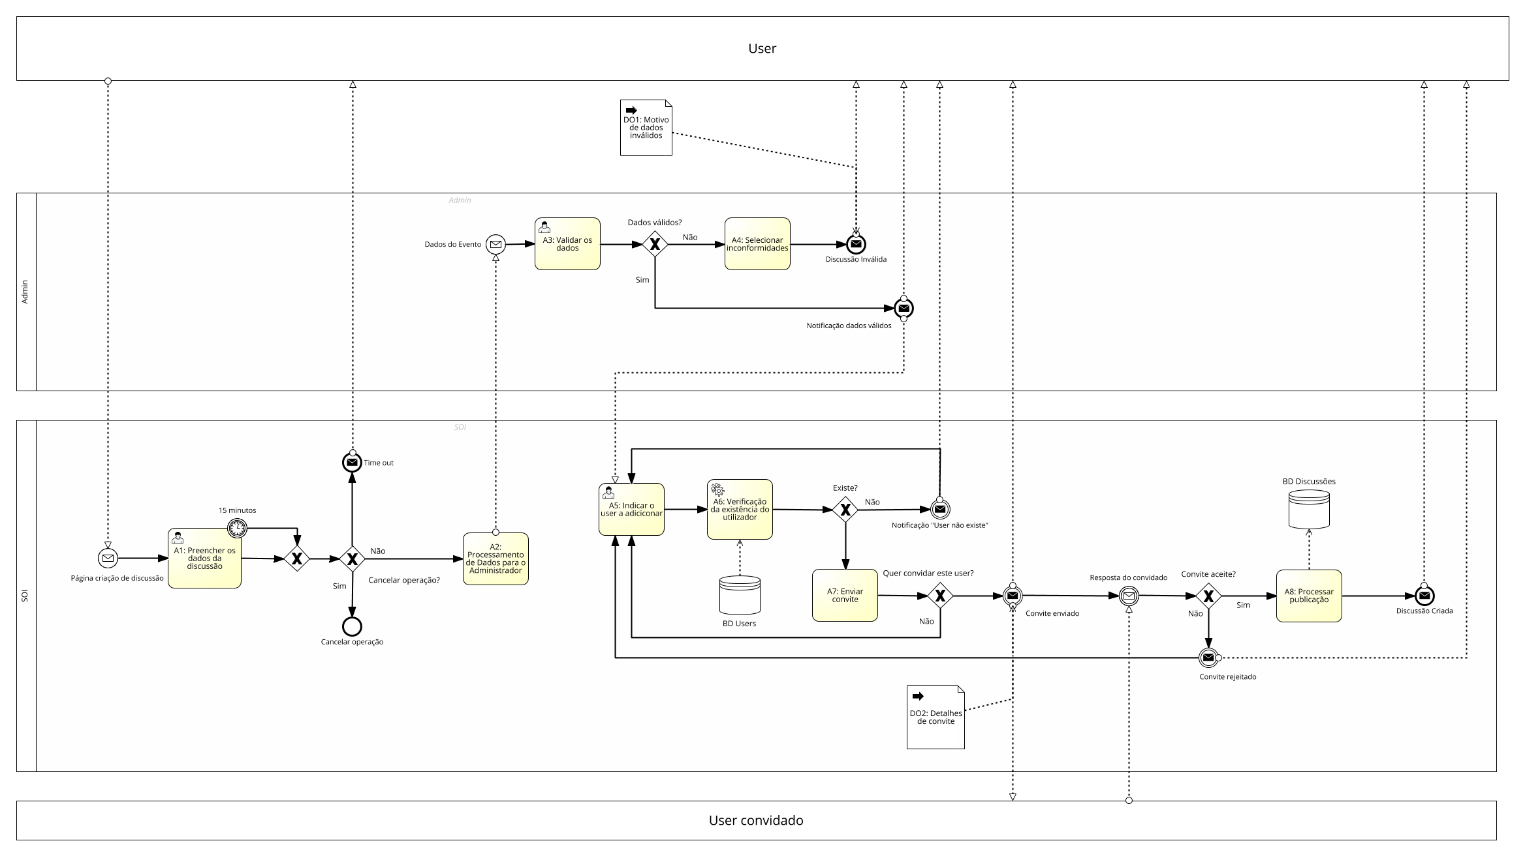 User
DO1: Motivo
de dados
inválidos
Admin
Admin
Dados do Evento
A3: Validar os
dados
Dados válidos?
Não
Sim
A4: Selecionar
inconformidades
Discussão Inválida
Notificação dados válidos
SOI
SOI
Time out
15 minutos
A1: Preencher os
dados da
discussão
Página criação de discussão
Não
Sim
Cancelar operação?
Cancelar operação
A2:
Processamento
de Dados para o
Administrador
A5: Indicar o
user a adiciconar
A6: Verificação
da existência do
utilizador
BD Users
Existe?
Não
Notificação "User não existe"
A7: Enviar
convite
Quer convidar este user?
Não
Convite enviado
DO2: Detalhes
de convite
Resposta do convidado
Convite aceite?
Sim
Não
Convite rejeitado
BD Discussões
A8: Processar
publicação
Discussão Criada
User convidado